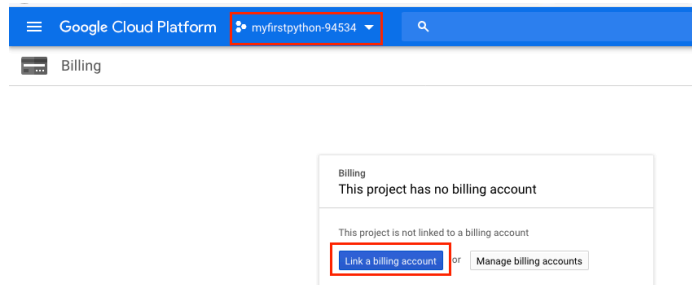 Google Cloud Platform myfirstpython-94534
Billing
Billing
This project has no billing account
This project is not linked to a billing account
Link a billing account or Manage billing accounts